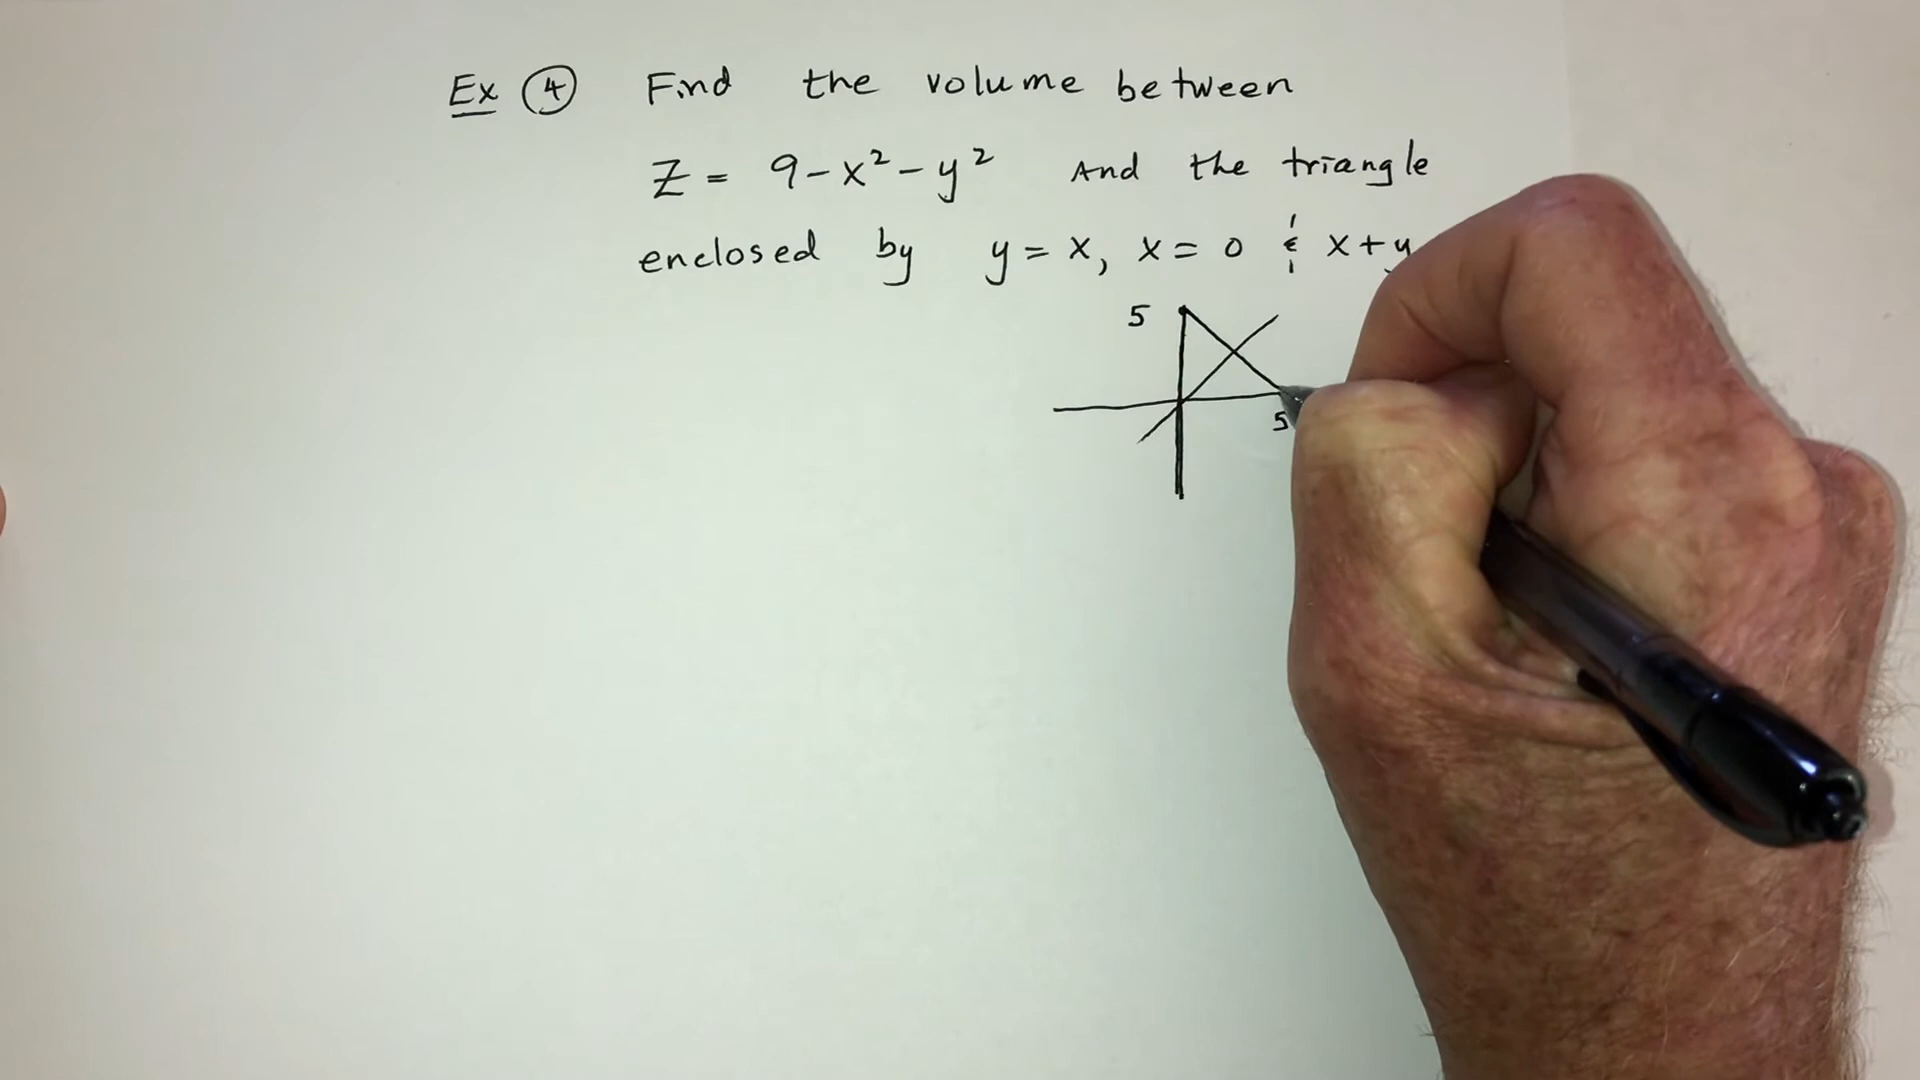 Ex ④ Find the volume between
Z = 9-x²-y² And the triangle
enclosed by y=x, x=0 & x+y
5
5